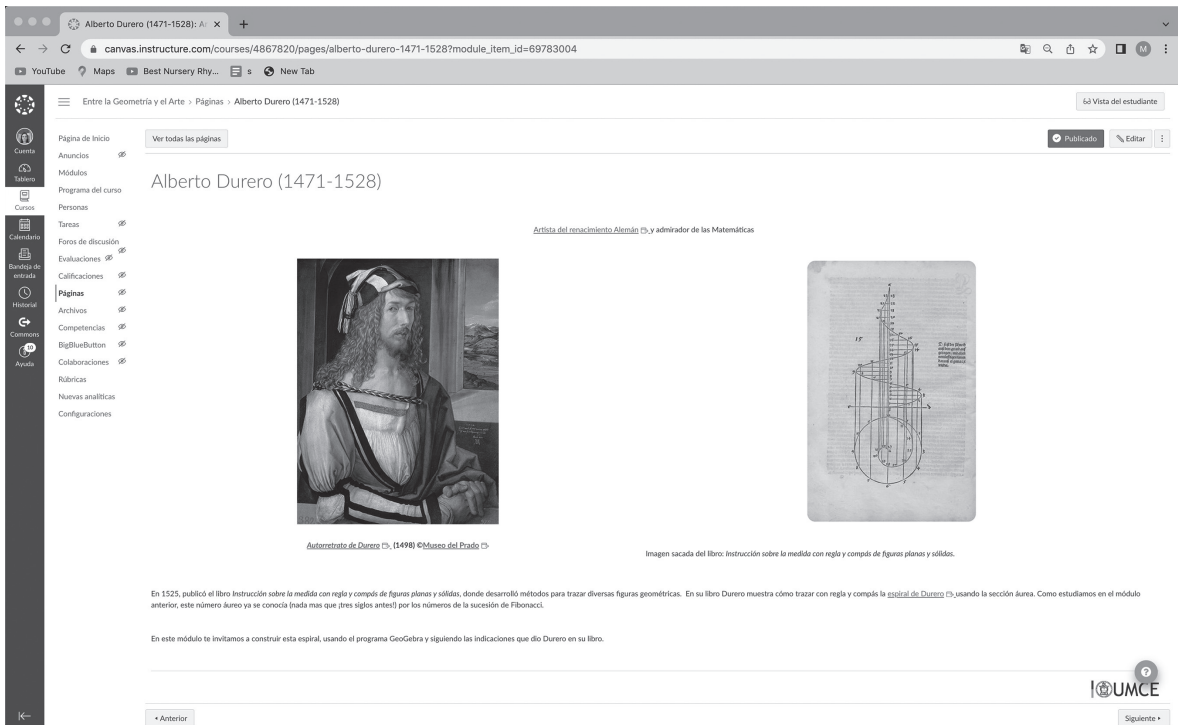 Alberto Durero (1471-1528): Ar
canvas.instructure.com/courses/4867820/pages/alberto-durero-1471-1528?module_item_id=69783004
M
YouTube
Maps
Best Nursery Rhy...
s
New Tab
Entre la Geometría y el Arte › Páginas › Alberto Durero (1471-1528)
Vista del estudiante
Cuenta
Tablero
Cursos
Calendario
Bandeja de
entrada
Historial
Commons
10
Ayuda
Página de Inicio
Anuncios
Módulos
Programa del curso
Personas
Tareas
Foros de discusión
Evaluaciones
Calificaciones
Páginas
Archivos
Competencias
BigBlueButton
Colaboraciones
Rúbricas
Nuevas analíticas
Configuraciones
Ver todas las páginas
Publicado
Editar
Alberto Durero (1471-1528)
Artista del renacimiento Alemán y admirador de las Matemáticas
Autorretrato de Durero (1498) ©Museo del Prado
Imagen sacada del libro: Instrucción sobre la medida con regla y compás de figuras planas y sólidas.
En 1525, publicó el libro Instrucción sobre la medida con regla y compás de figuras planas y sólidas, donde desarrolló métodos para trazar diversas figuras geométricas. En su libro Durero muestra cómo trazar con regla y compás la espiral de Durero usando la sección áurea. Como estudiamos en el módulo
anterior, este número áureo ya se conocía (nada mas que ¡tres siglos antes!) por los números de la sucesión de Fibonacci.
En este módulo te invitamos a construir esta espiral, usando el programa GeoGebra y siguiendo las indicaciones que dio Durero en su libro.
?
UMCE
Anterior
Siguiente